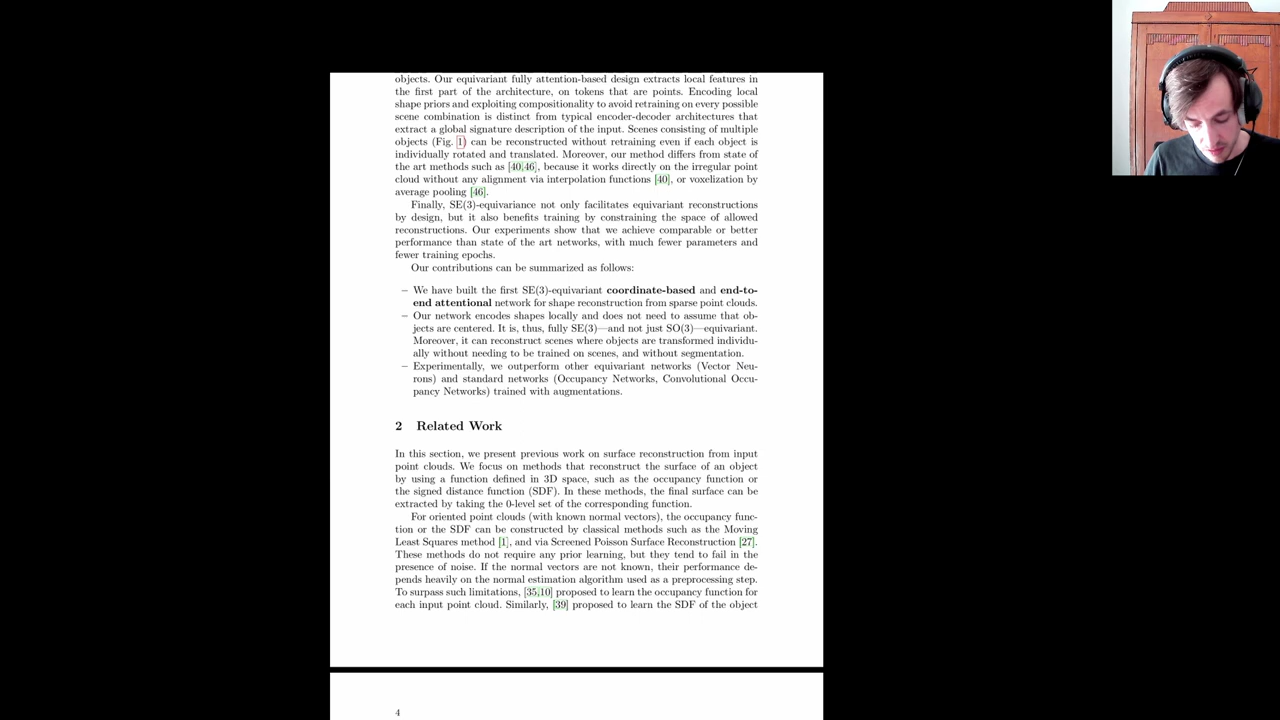 objects. Our equivariant fully attention-based design extracts local features in
the first part of the architecture, on tokens that are points. Encoding local
shape priors and exploiting compositionality to avoid retraining on every possible
scene combination is distinct from typical encoder-decoder architectures that
extract a global signature description of the input. Scenes consisting of multiple
objects (Fig. 1) can be reconstructed without retraining even if each object is
individually rotated and translated. Moreover, our method differs from state of
the art methods such as [40,46], because it works directly on the irregular point
cloud without any alignment via interpolation functions [40], or voxelization by
average pooling [46].
Finally, SE(3)-equivariance not only facilitates equivariant reconstructions
by design, but it also benefits training by constraining the space of allowed
reconstructions. Our experiments show that we achieve comparable or better
performance than state of the art networks, with much fewer parameters and
fewer training epochs.
Our contributions can be summarized as follows:
– We have built the first SE(3)-equivariant coordinate-based and end-to-
end attentional network for shape reconstruction from sparse point clouds.
– Our network encodes shapes locally and does not need to assume that ob-
jects are centered. It is, thus, fully SE(3)—and not just SO(3)—equivariant.
Moreover, it can reconstruct scenes where objects are transformed individu-
ally without needing to be trained on scenes, and without segmentation.
– Experimentally, we outperform other equivariant networks (Vector Neu-
rons) and standard networks (Occupancy Networks, Convolutional Occu-
pancy Networks) trained with augmentations.
2 Related Work
In this section, we present previous work on surface reconstruction from input
point clouds. We focus on methods that reconstruct the surface of an object
by using a function defined in 3D space, such as the occupancy function or
the signed distance function (SDF). In these methods, the final surface can be
extracted by taking the 0-level set of the corresponding function.
For oriented point clouds (with known normal vectors), the occupancy func-
tion or the SDF can be constructed by classical methods such as the Moving
Least Squares method [1], and via Screened Poisson Surface Reconstruction [27].
These methods do not require any prior learning, but they tend to fail in the
presence of noise. If the normal vectors are not known, their performance de-
pends heavily on the normal estimation algorithm used as a preprocessing step.
To surpass such limitations, [35,10] proposed to learn the occupancy function for
each input point cloud. Similarly, [39] proposed to learn the SDF of the object
4